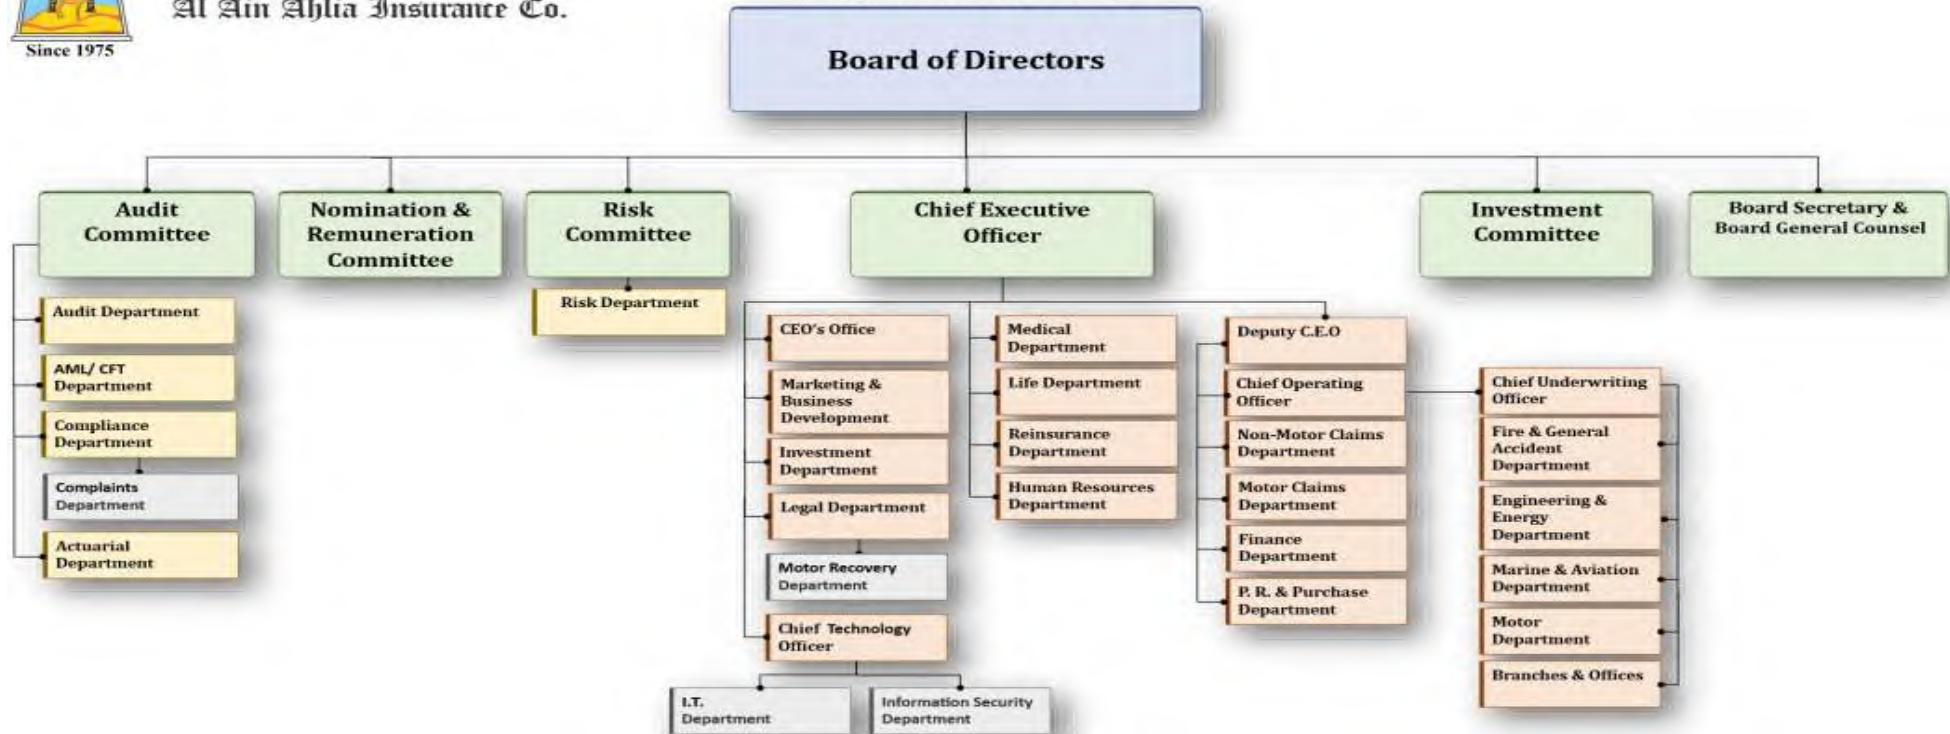 Al Ain Ahlia Insurance Co.
Since 1975
Board of Directors
Audit
Committee
Nomination &
Remuneration
Committee
Risk
Committee
Chief Executive
Officer
Investment
Committee
Board Secretary &
Board General Counsel
Audit Department
AML/ CFT
Department
Compliance
Department
Complaints
Department
Actuarial
Department
Risk Department
CEO's Office
Marketing &
Business
Development
Investment
Department
Legal Department
Motor Recovery
Department
Chief Technology
Officer
I.T.
Department
Information Security
Department
Medical
Department
Life Department
Reinsurance
Department
Human Resources
Department
Deputy C.E.O
Chief Operating
Officer
Non-Motor Claims
Department
Motor Claims
Department
Finance
Department
P. R. & Purchase
Department
Chief Underwriting
Officer
Fire & General
Accident
Department
Engineering &
Energy
Department
Marine & Aviation
Department
Motor
Department
Branches & Offices